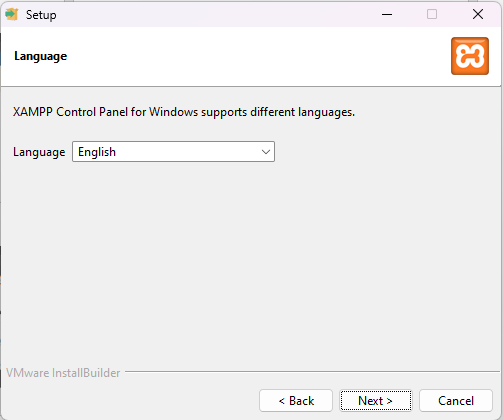 Setup
Language
XAMPP Control Panel for Windows supports different languages.
Language English
VMware InstallBuilder
< Back Next > Cancel